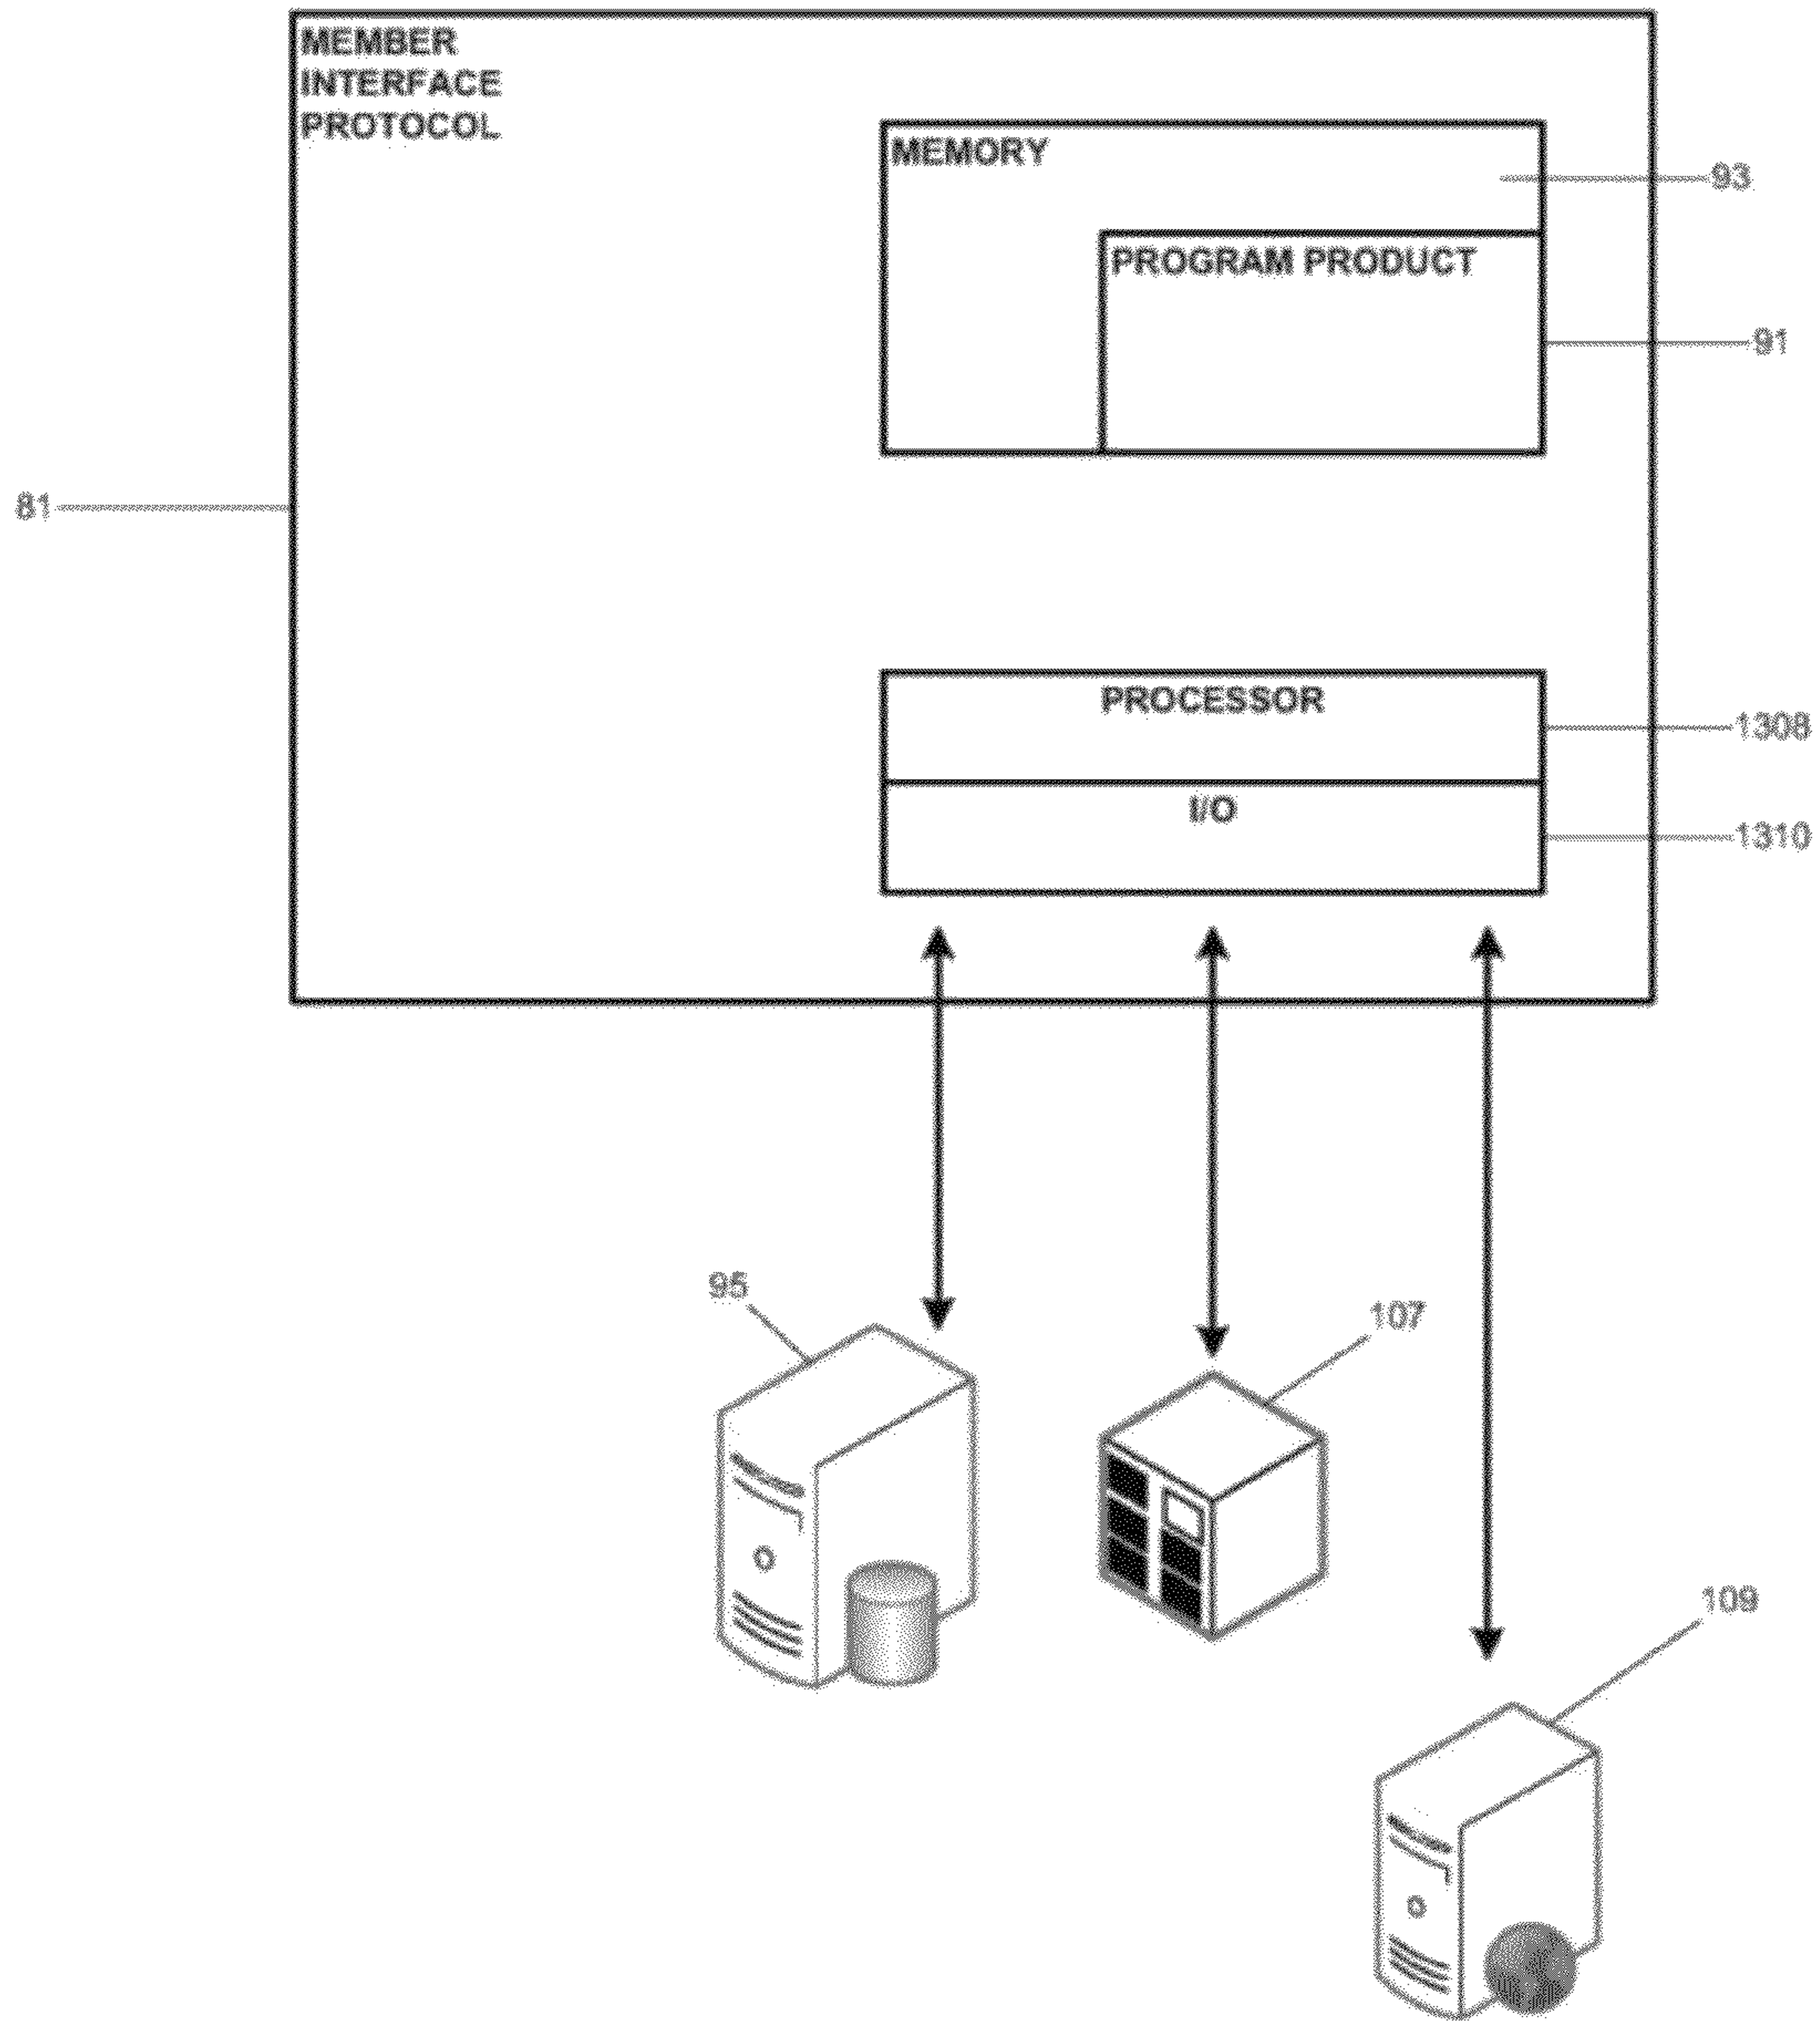 MEMBER
INTERFACE
PROTOCOL
MEMORY
93
PROGRAM PRODUCT
91
81
PROCESSOR
1308
I/O
1310
95
107
109